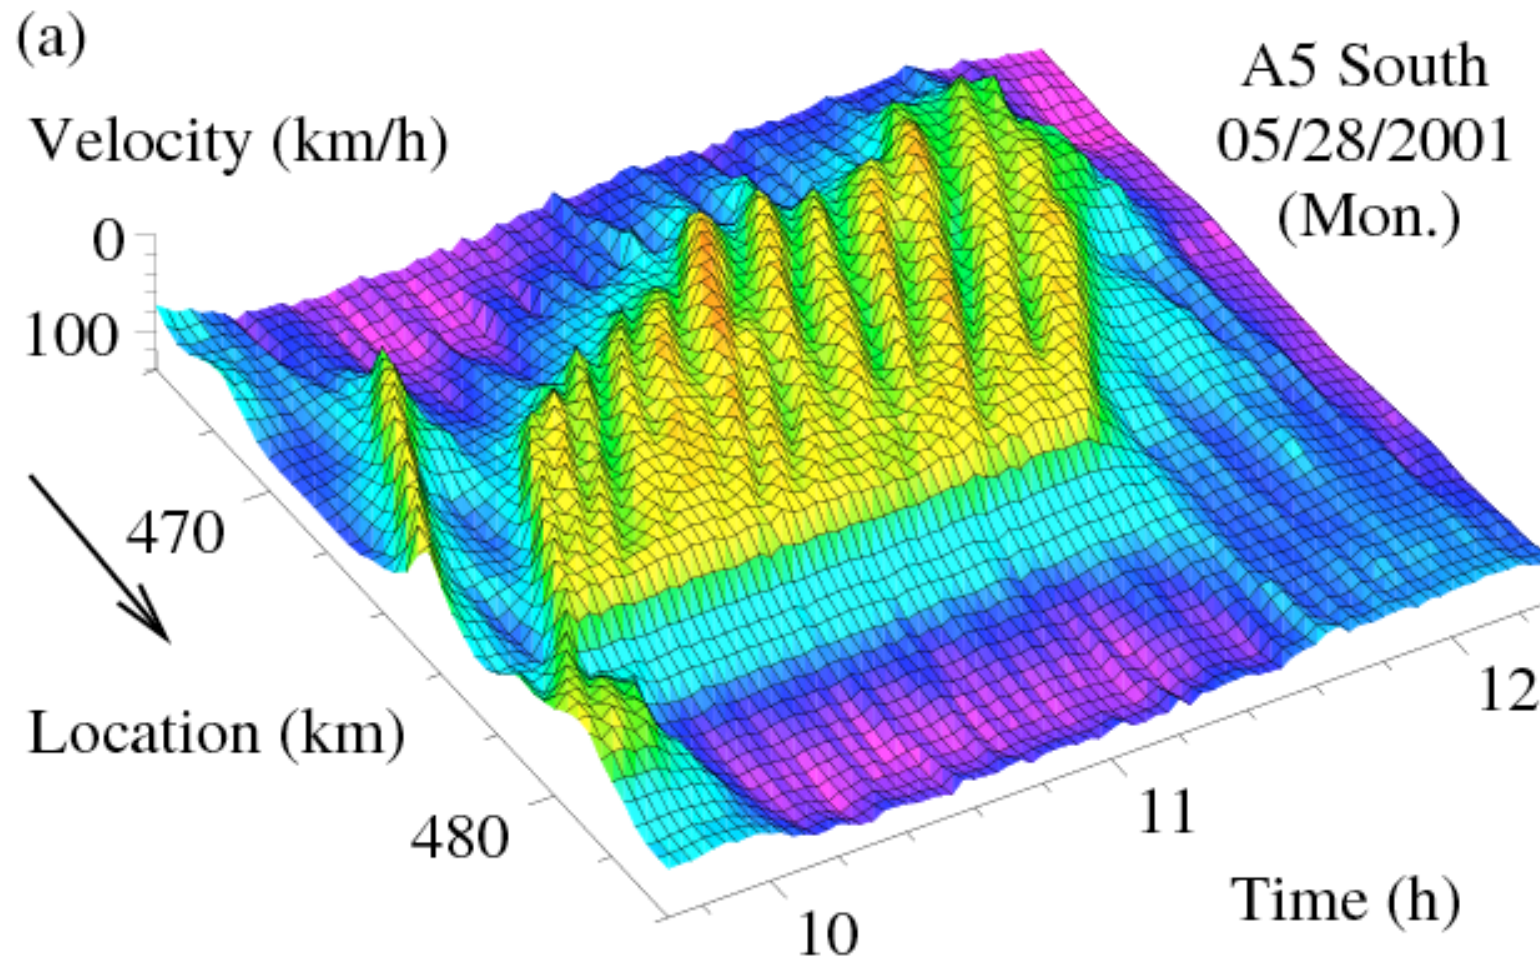 (a)
A5 South
05/28/2001
(Mon.)
Velocity (km/h)
0
100
470
Location (km)
480
10
11
12
Time (h)